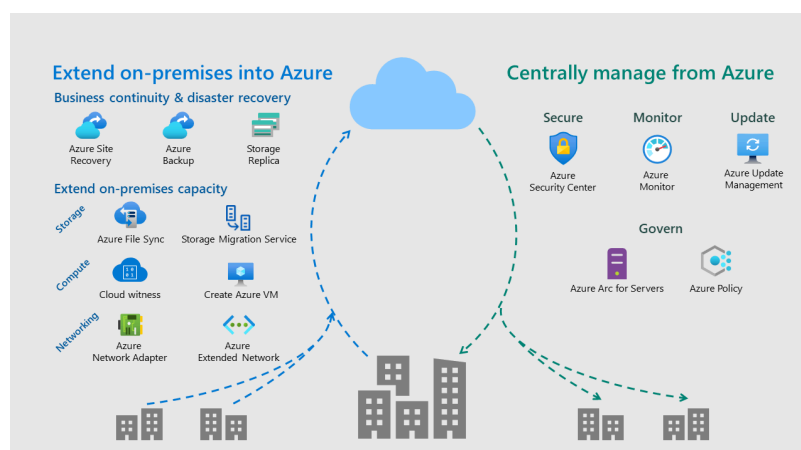 Extend on-premises into Azure
Business continuity & disaster recovery
Azure Site
Recovery
Azure
Backup
Storage
Replica
Extend on-premises capacity
Storage
Azure File Sync
Storage Migration Service
Compute
Cloud witness
Create Azure VM
Networking
Azure
Network Adapter
Azure
Extended Network
Centrally manage from Azure
Secure
Monitor
Update
Azure
Security Center
Azure
Monitor
Azure Update
Management
Govern
Azure Arc for Servers
Azure Policy